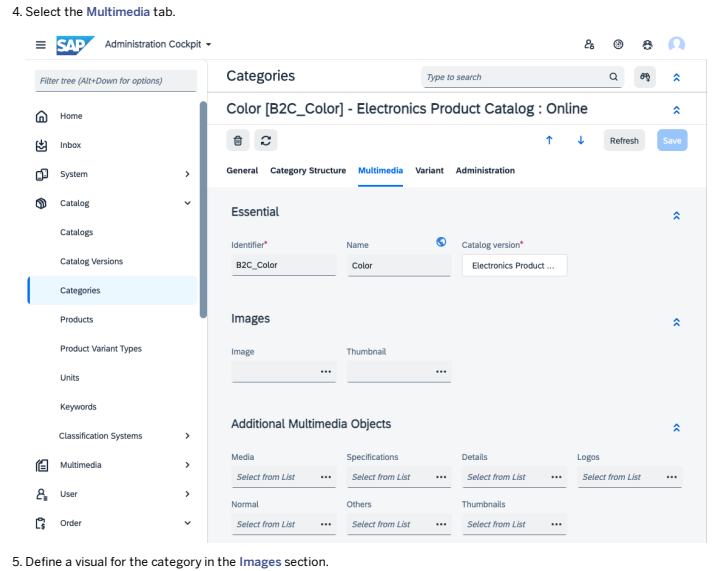 4. Select the Multimedia tab.
SAP Administration Cockpit
Filter tree (Alt+Down for options)
Home
Inbox
System
Catalog
Catalogs
Catalog Versions
Categories
Products
Product Variant Types
Units
Keywords
Classification Systems
Multimedia
User
Order
Categories Type to search
Color [B2C_Color] - Electronics Product Catalog : Online
Refresh Save
General Category Structure Multimedia Variant Administration
Essential
Identifier* Name Catalog version*
B2C_Color Color Electronics Product ...
Images
Image Thumbnail
... ...
Additional Multimedia Objects
Media Specifications Details Logos
Select from List ... Select from List ... Select from List ... Select from List ...
Normal Others Thumbnails
Select from List ... Select from List ... Select from List ...
5. Define a visual for the category in the Images section.